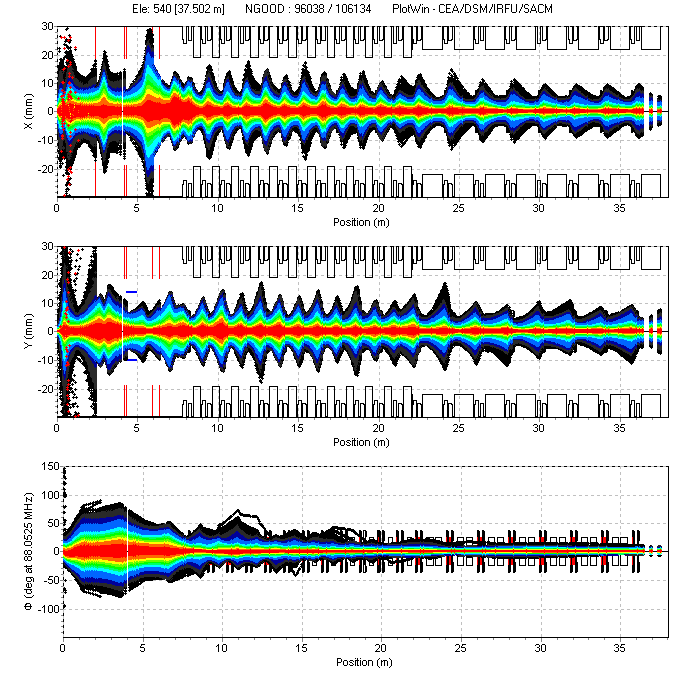 Ele: 540 [37.502 m] NGOOD : 96038 / 106134 PlotWin - CEA/DSM/IRFU/SACM
30
20
10
0
-10
-20
X (mm)
0 5 10 15 20 25 30 35
Position (m)
30
20
10
0
-10
-20
Y (mm)
0 5 10 15 20 25 30 35
Position (m)
150
100
50
0
-50
-100
Φ (deg at 88.0525 MHz)
0 5 10 15 20 25 30 35
Position (m)